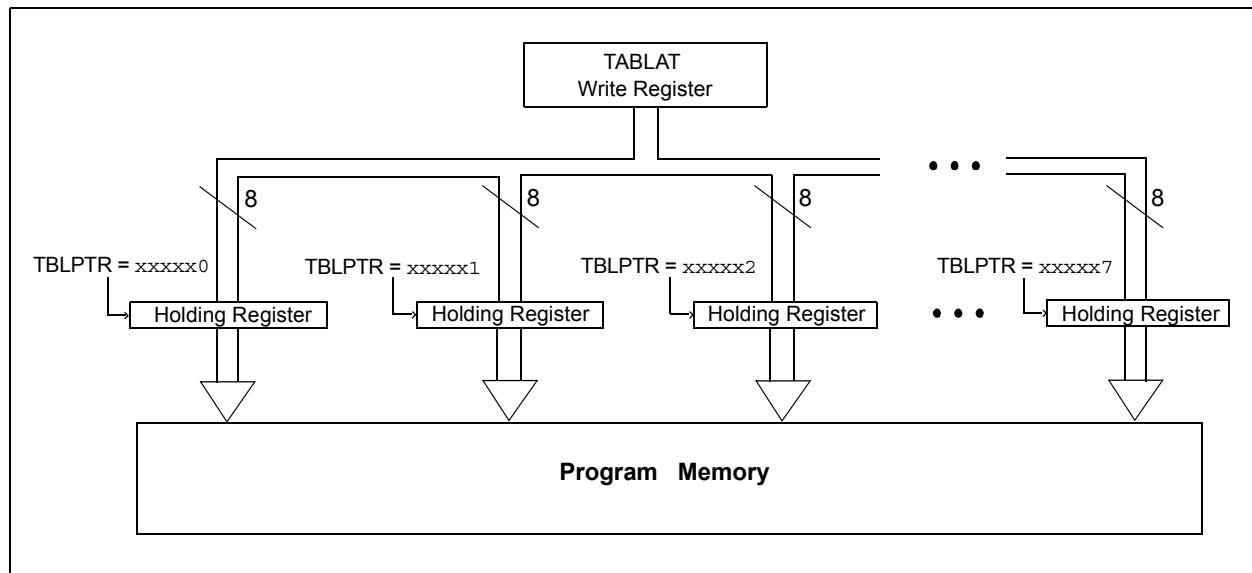 TABLAT
Write Register
8
8
8
8
TBLPTR = xxxxx0
TBLPTR = xxxxx1
TBLPTR = xxxxx2
TBLPTR = xxxxx7
Holding Register
Holding Register
Holding Register
Holding Register
Program Memory